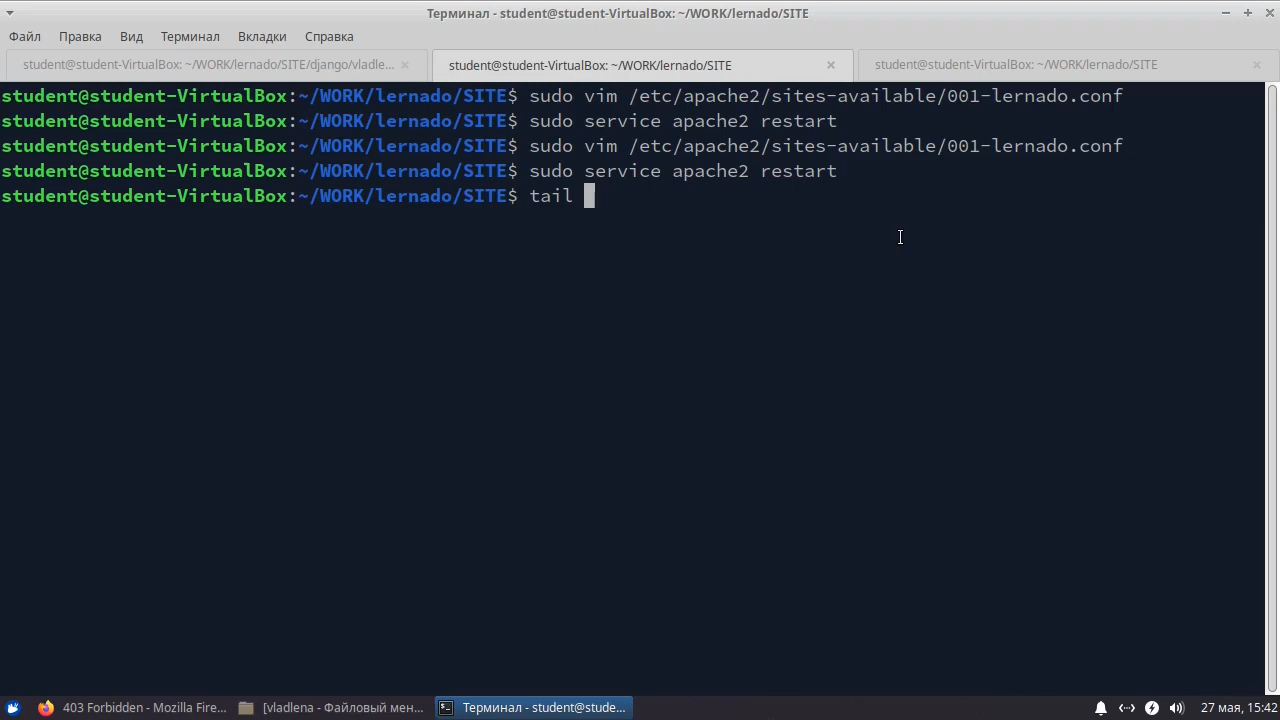 Терминал - student@student-VirtualBox: ~/WORK/lernado/SITE
Файл Правка Вид Терминал Вкладки Справка
student@student-VirtualBox: ~/WORK/lernado/SITE/django/vladle... student@student-VirtualBox: ~/WORK/lernado/SITE student@student-VirtualBox: ~/WORK/lernado/SITE
student@student-VirtualBox:~/WORK/lernado/SITE$ sudo vim /etc/apache2/sites-available/001-lernado.conf
student@student-VirtualBox:~/WORK/lernado/SITE$ sudo service apache2 restart
student@student-VirtualBox:~/WORK/lernado/SITE$ sudo vim /etc/apache2/sites-available/001-lernado.conf
student@student-VirtualBox:~/WORK/lernado/SITE$ sudo service apache2 restart
student@student-VirtualBox:~/WORK/lernado/SITE$ tail
403 Forbidden - Mozilla Fire... [vladlena - Файловый мен... Терминал - student@stude... 27 мая, 15:42